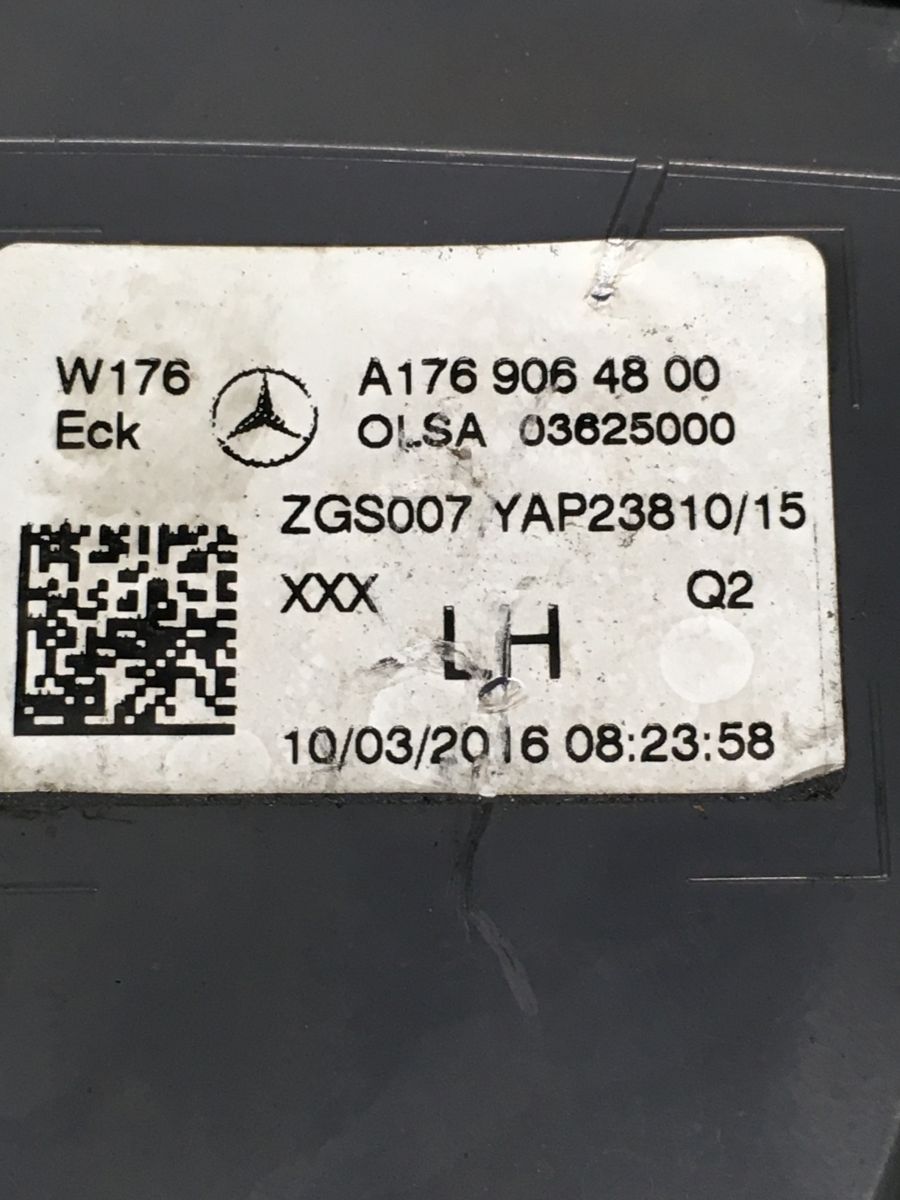 W176 A176 906 48 00
Eck OLSA 03625000
ZGS007 YAP23810/15
XXX Q2
LH
10/03/2016 08:23:58